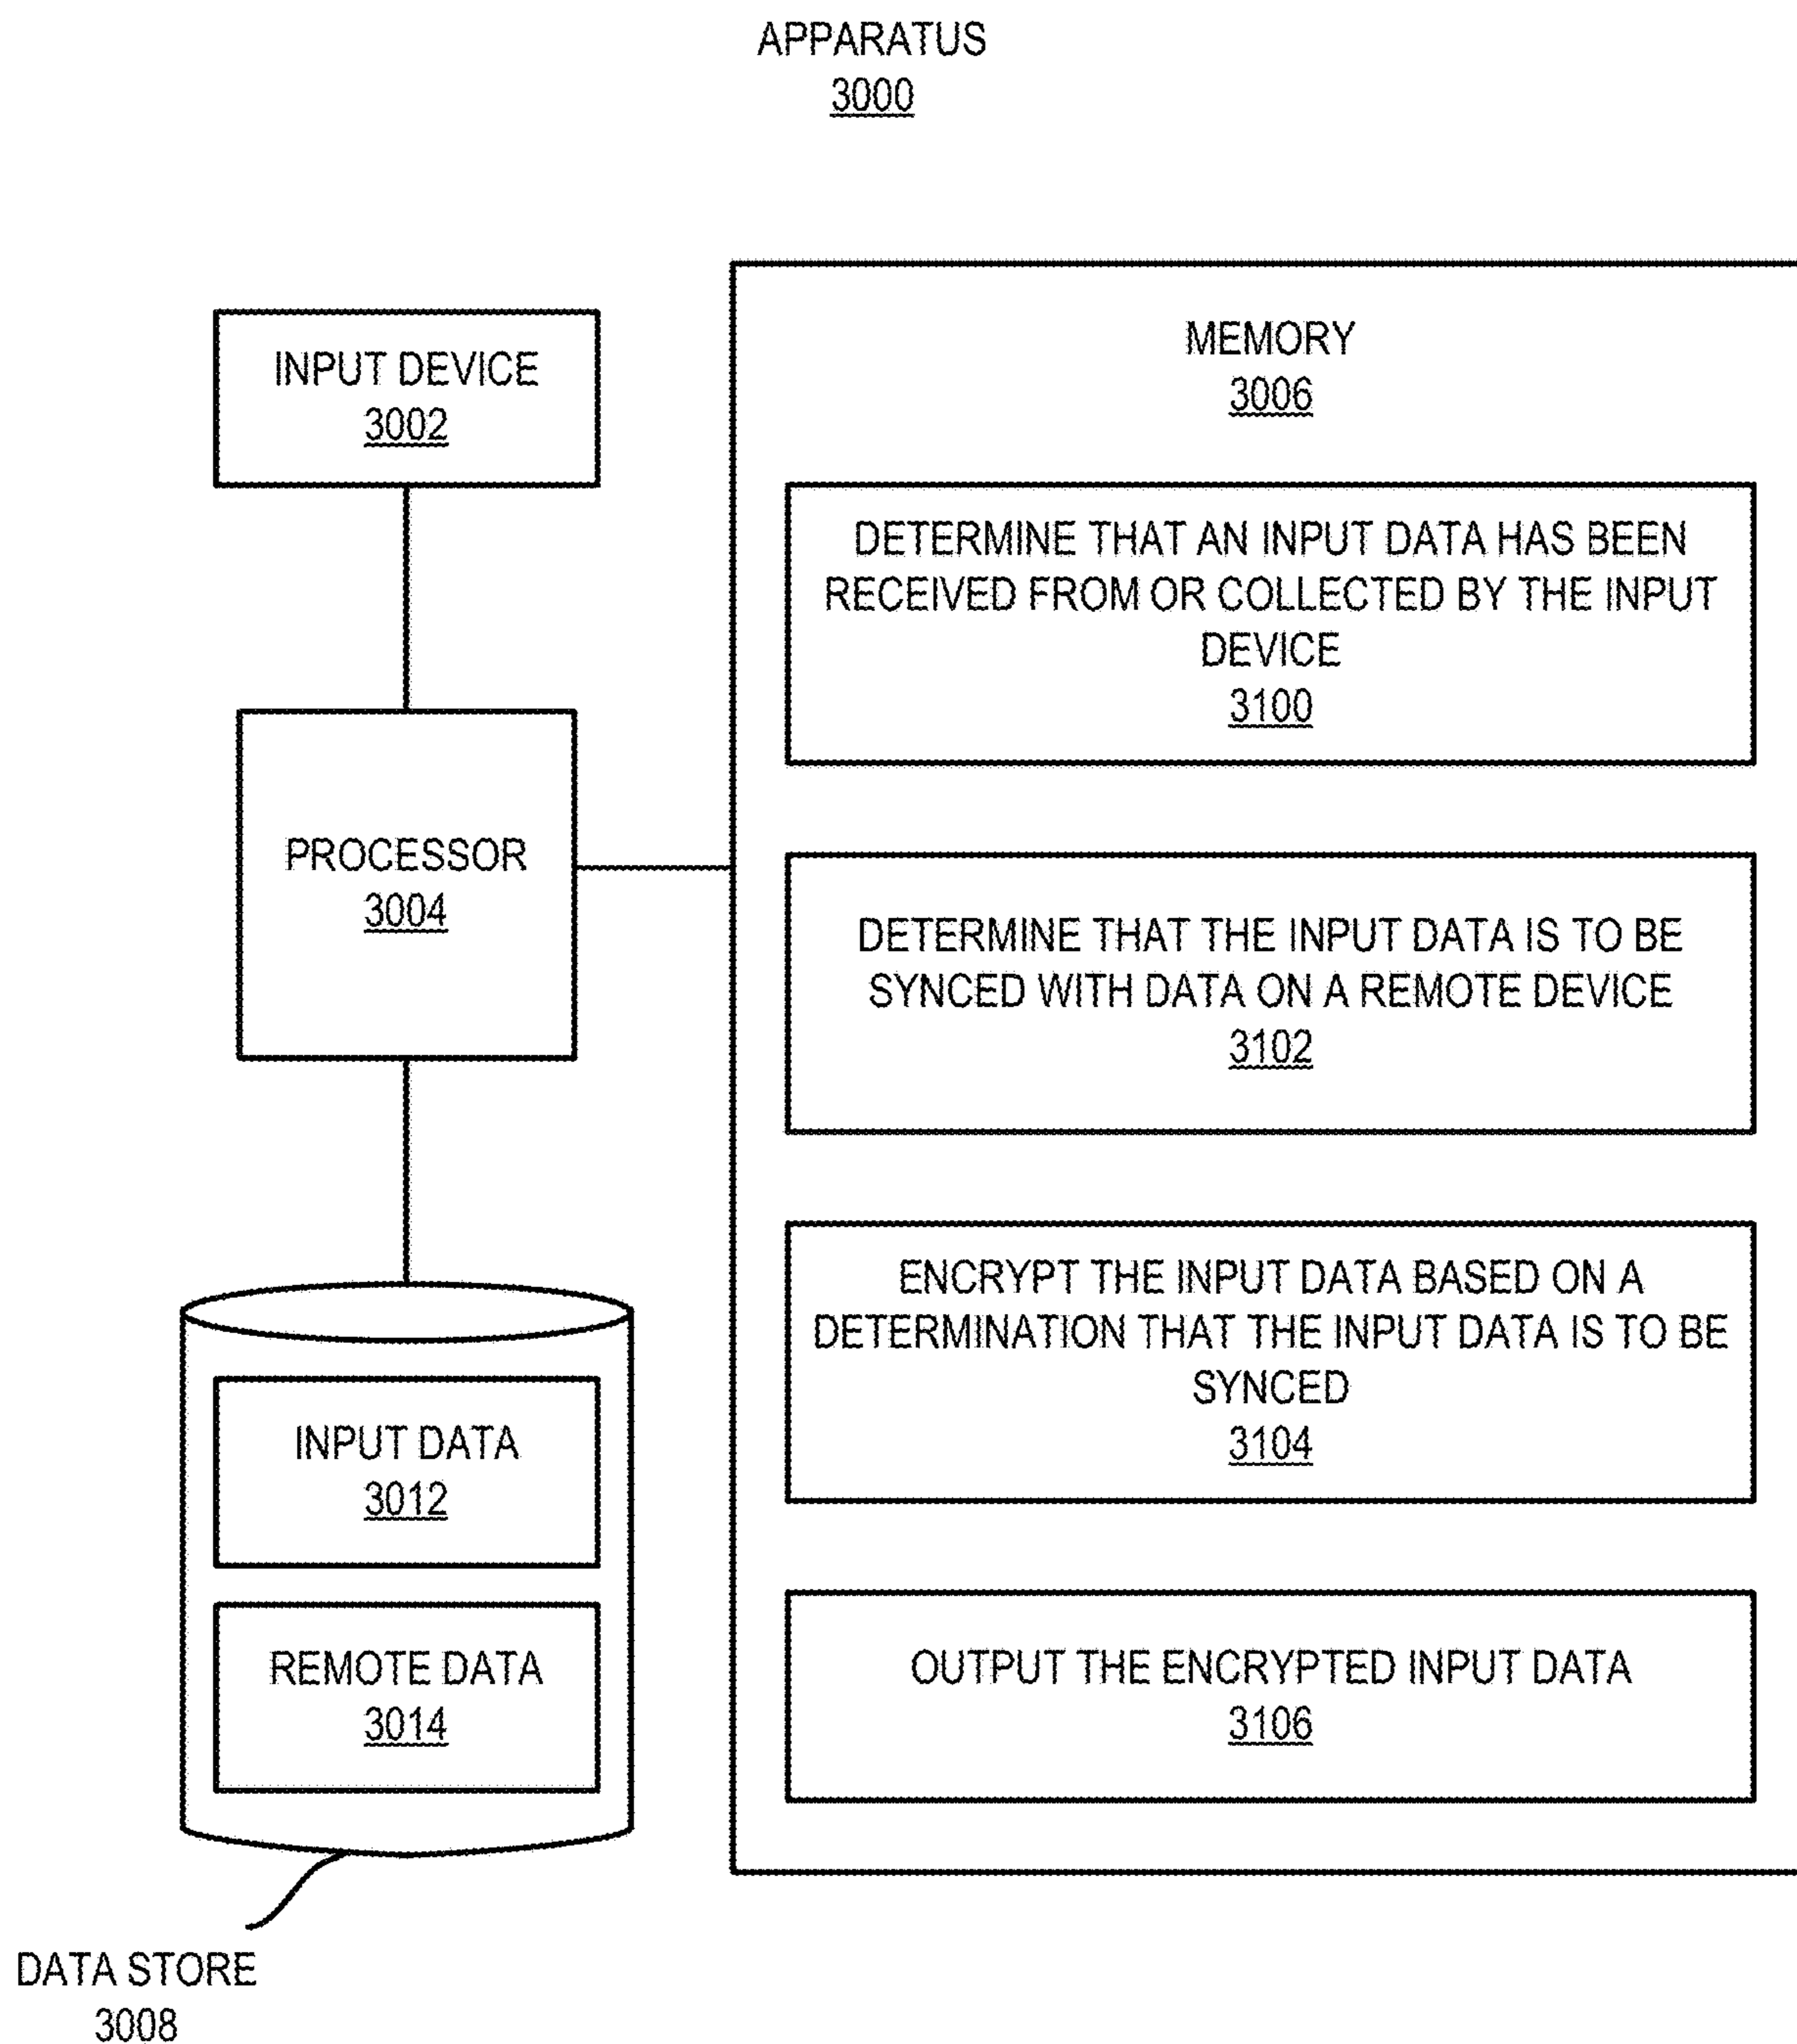 APPARATUS
3000
INPUT DEVICE
3002
PROCESSOR
3004
INPUT DATA
3012
REMOTE DATA
3014
DATA STORE
3008
MEMORY
3006
DETERMINE THAT AN INPUT DATA HAS BEEN
RECEIVED FROM OR COLLECTED BY THE INPUT
DEVICE
3100
DETERMINE THAT THE INPUT DATA IS TO BE
SYNCED WITH DATA ON A REMOTE DEVICE
3102
ENCRYPT THE INPUT DATA BASED ON A
DETERMINATION THAT THE INPUT DATA IS TO BE
SYNCED
3104
OUTPUT THE ENCRYPTED INPUT DATA
3106